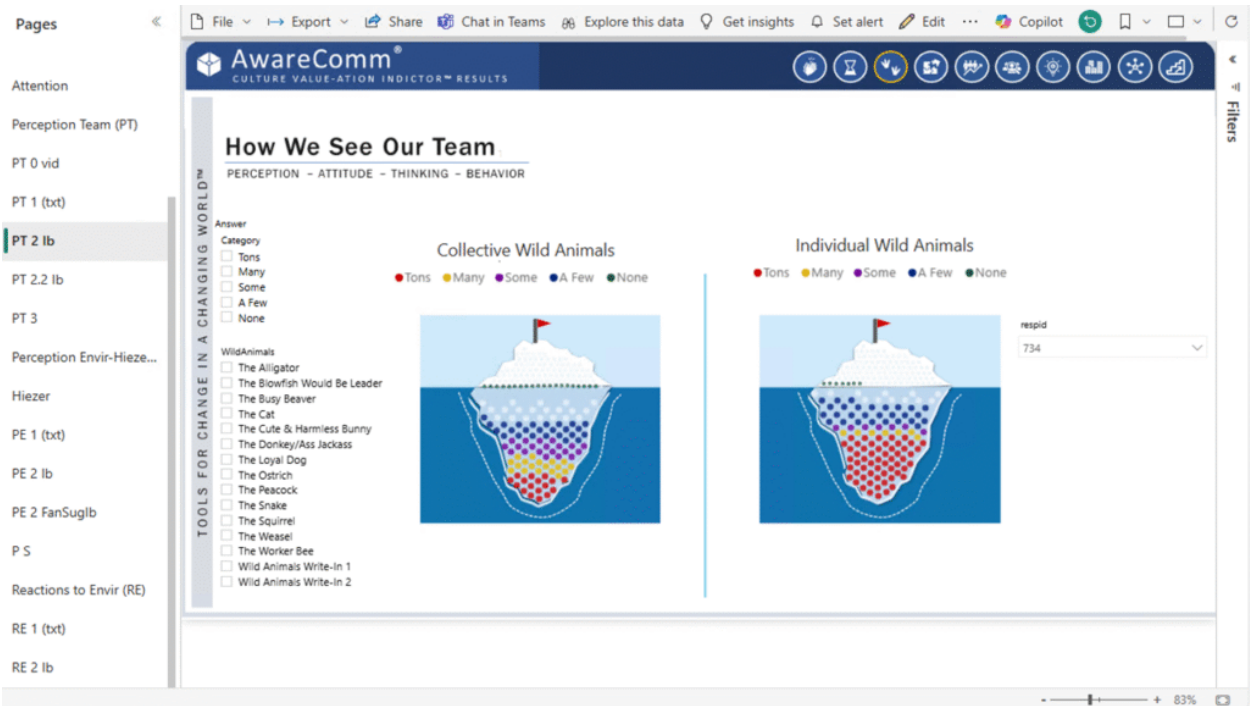 Pages
File
Export
Share
Chat in Teams
Explore this data
Get insights
Set alert
Edit
Copilot
Attention
Perception Team (PT)
PT 0 vid
PT 1 (txt)
PT 2 lb
PT 2.2 lb
PT 3
Perception Envir-Hieze...
Hiezer
PE 1 (txt)
PE 2 lb
PE 2 FanSuglb
P S
Reactions to Envir (RE)
RE 1 (txt)
RE 2 lb
AwareComm®
CULTURE VALUE-ATION INDICTOR™ RESULTS
TOOLS FOR CHANGE IN A CHANGING WORLD™
How We See Our Team
PERCEPTION – ATTITUDE – THINKING – BEHAVIOR
Answer
Category
Tons
Many
Some
A Few
None
WildAnimals
The Alligator
The Blowfish Would Be Leader
The Busy Beaver
The Cat
The Cute & Harmless Bunny
The Donkey/Ass Jackass
The Loyal Dog
The Ostrich
The Peacock
The Snake
The Squirrel
The Weasel
The Worker Bee
Wild Animals Write-In 1
Wild Animals Write-In 2
Collective Wild Animals
Tons Many Some A Few None
Individual Wild Animals
Tons Many Some A Few None
respid
734
Filters
83%